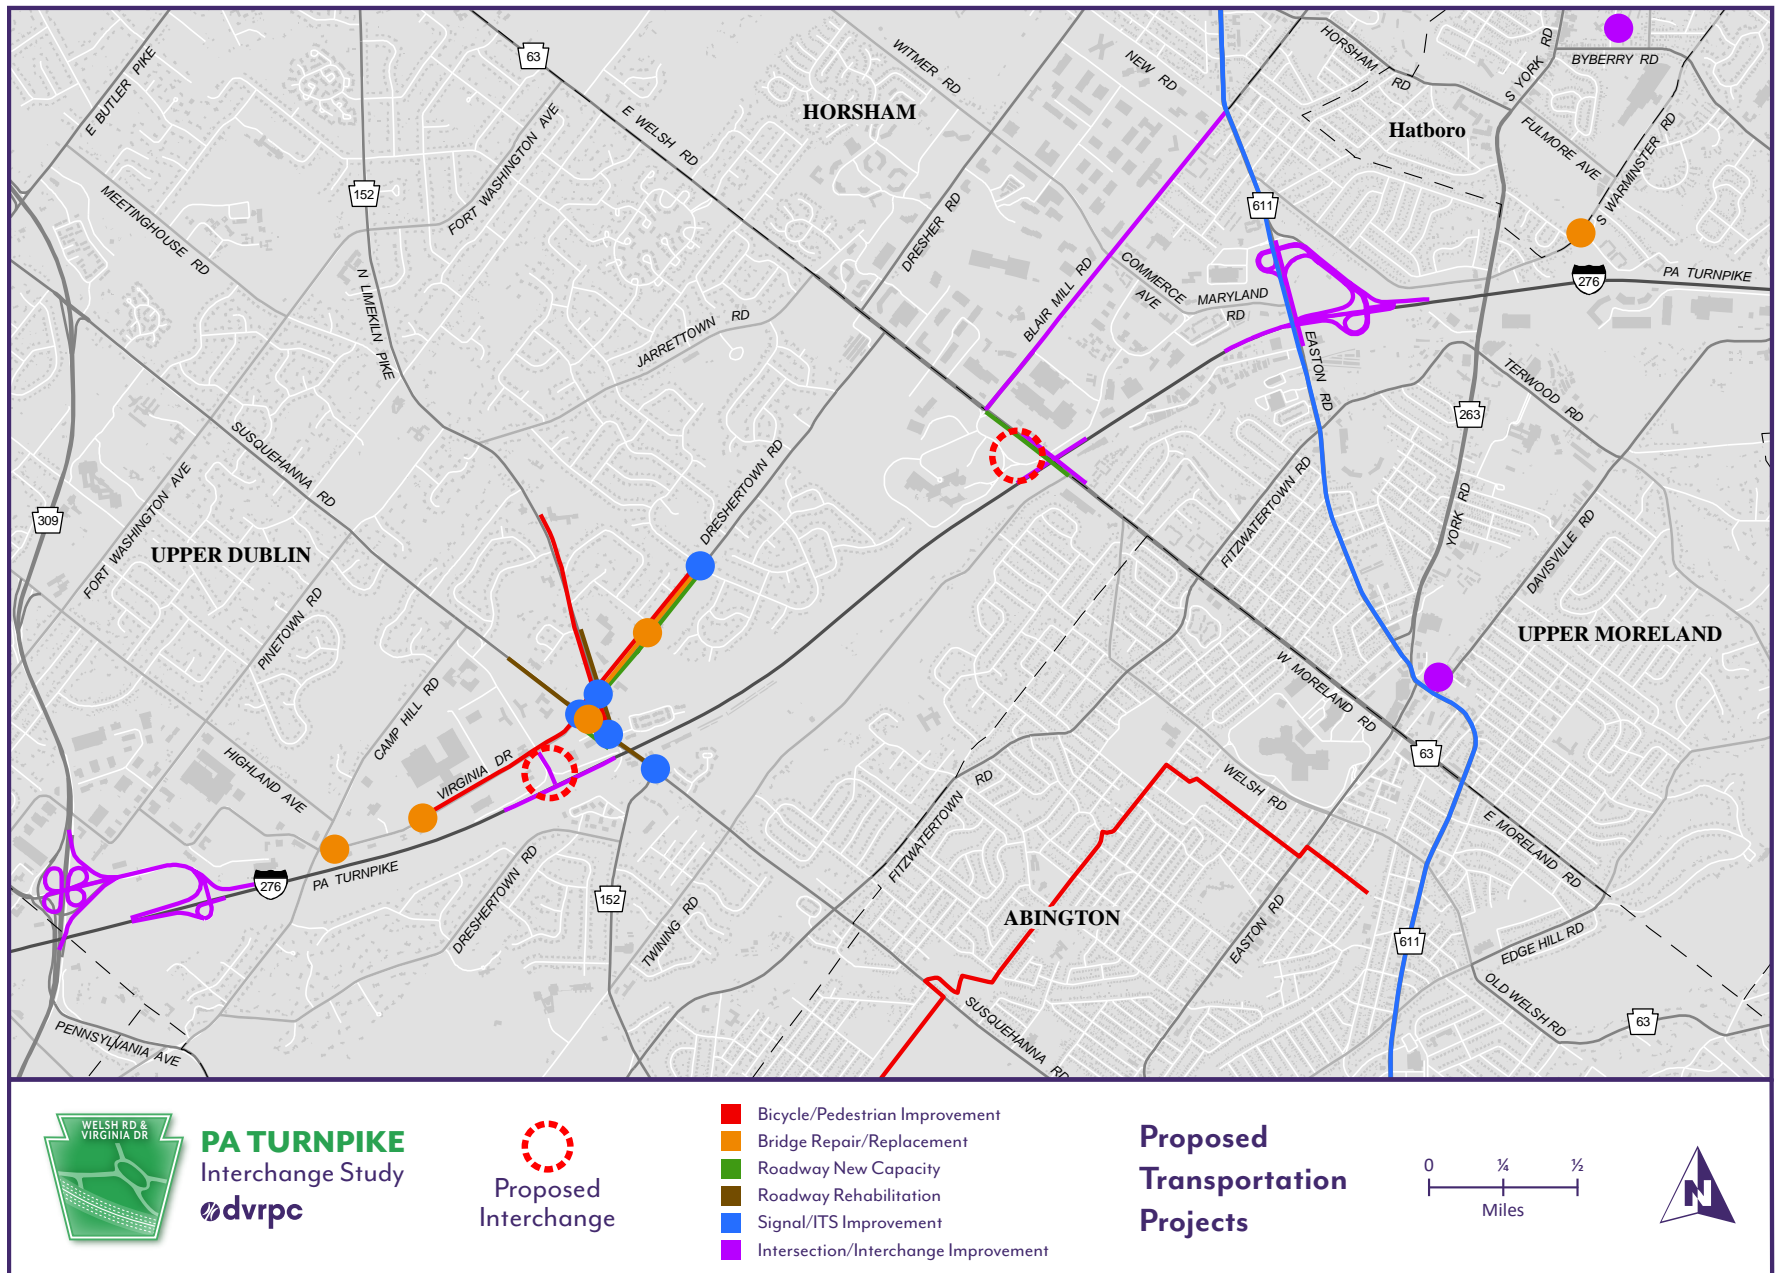 E BUTLER PIKE
63
E WELSH RD
WITMER RD
HORSHAM
NEW RD
HORSHAM RD
S YORK RD
BYBERRY RD
Hatboro
FULMORE AVE
S WARMINSTER RD
152
FORT WASHINGTON AVE
MEETINGHOUSE RD
N LIMEKILN PIKE
DRESHER RD
611
COMMERCE AVE
BLAIR MILL RD
MARYLAND RD
276
PA TURNPIKE
JARRETTOWN RD
EASTON RD
TERWOOD RD
263
SUSQUEHANNA RD
DRESHERTOWN RD
FITZWATERTOWN RD
YORK RD
DAVISVILLE RD
309
FORT WASHINGTON AVE
UPPER DUBLIN
PINETOWN RD
UPPER MORELAND
W MORELAND RD
CAMP HILL RD
HIGHLAND AVE
VIRGINIA DR
63
WELSH RD
FITZWATERTOWN RD
E MORELAND RD
276
PA TURNPIKE
DRESHERTOWN RD
152
TWINING RD
ABINGTON
EASTON RD
611
EDGE HILL RD
OLD WELSH RD
63
SUSQUEHANNA RD
PENNSYLVANIA AVE
WELSH RD &
VIRGINIA DR
PA TURNPIKE
Interchange Study
dvrpc
Proposed
Interchange
Bicycle/Pedestrian Improvement
Bridge Repair/Replacement
Roadway New Capacity
Roadway Rehabilitation
Signal/ITS Improvement
Intersection/Interchange Improvement
Proposed
Transportation
Projects
0 ¼ ½
Miles
N